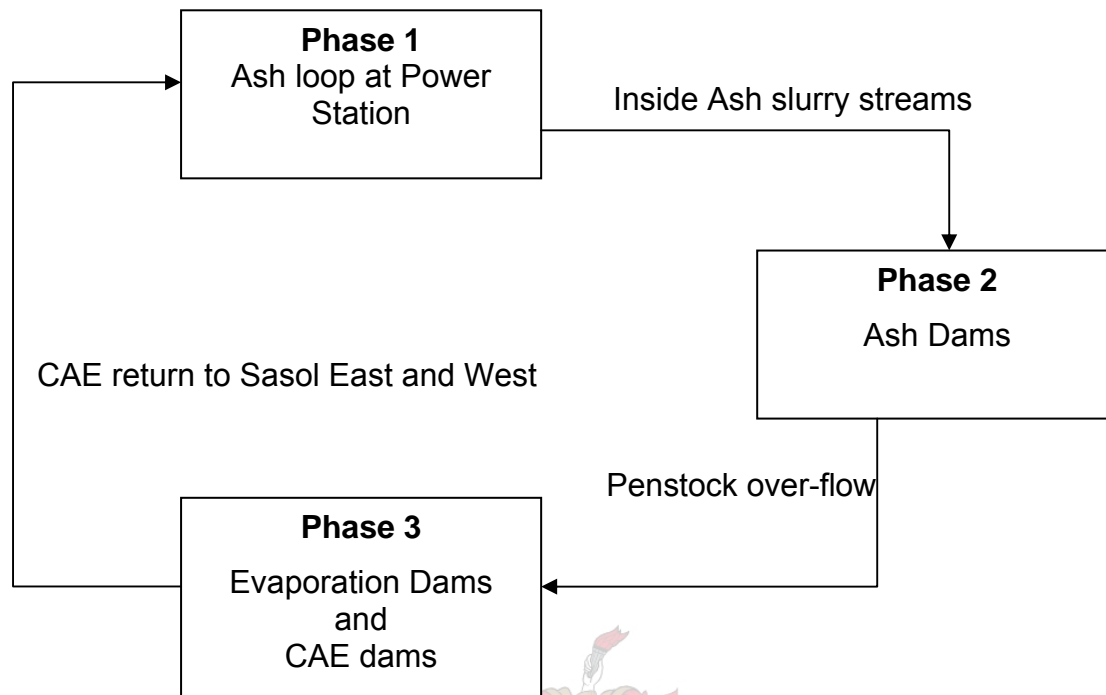 Phase 1
Ash loop at Power
Station
Inside Ash slurry streams
Phase 2
Ash Dams
CAE return to Sasol East and West
Penstock over-flow
Phase 3
Evaporation Dams
and
CAE dams